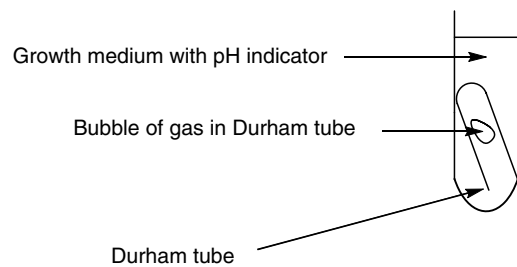 Growth medium with pH indicator
Bubble of gas in Durham tube
Durham tube